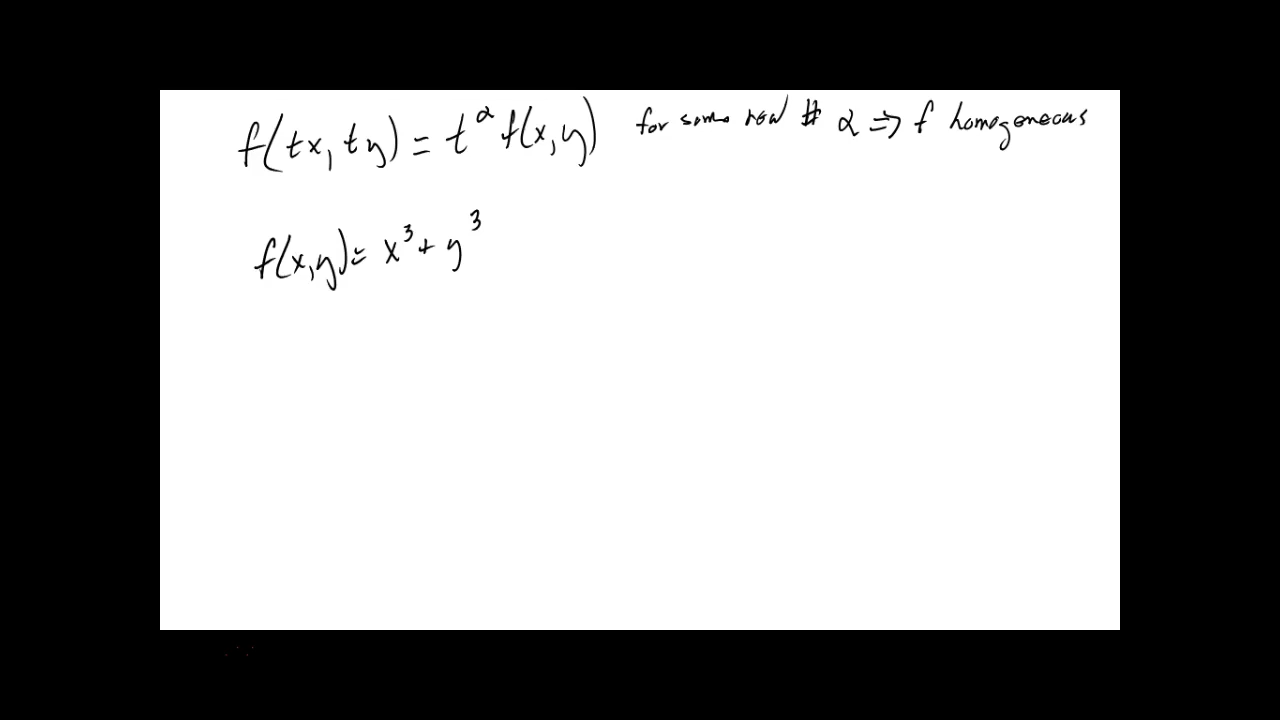 f(tx, ty) = t^α f(x, y) for some real # α ⇒ f homogeneous
f(x, y) = x³ + y³